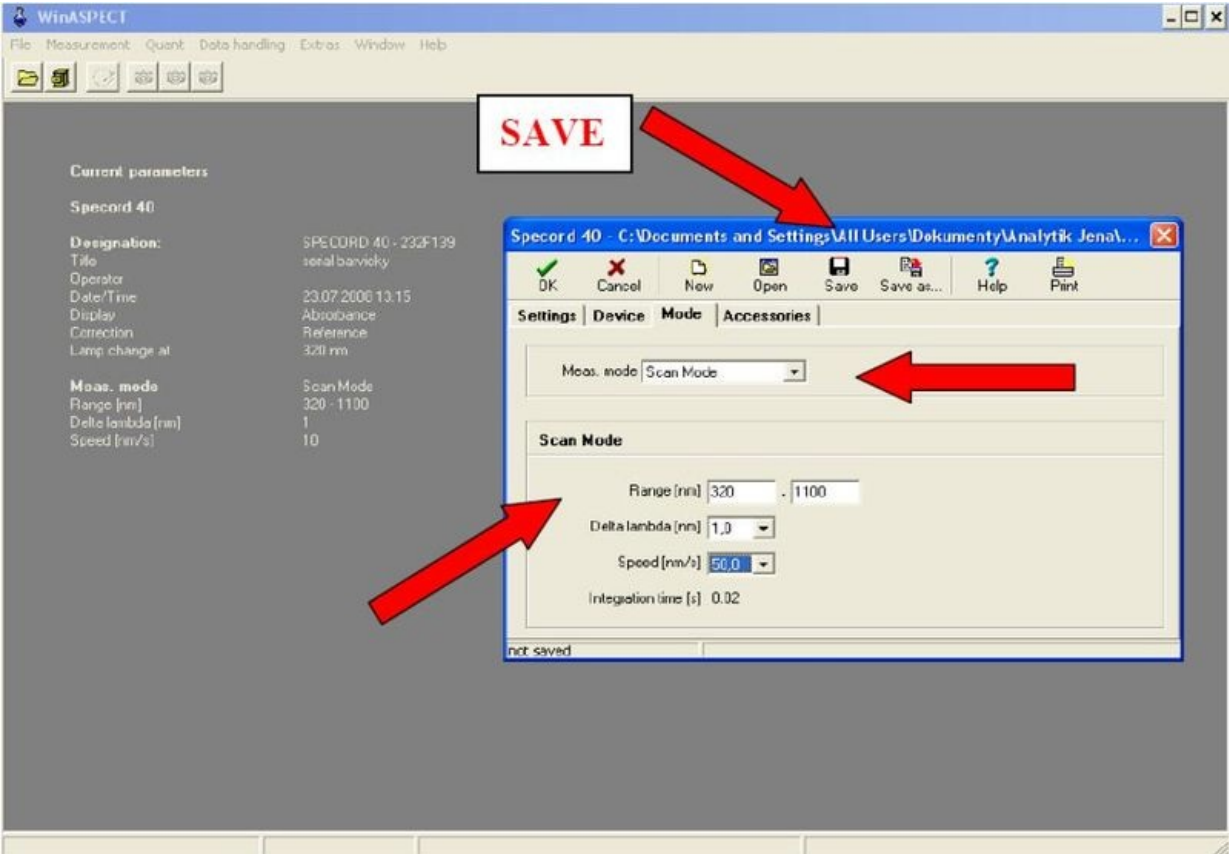 WinASPECT
File Measurement Quant Data handling Extras Window Help
SAVE
Current parameters
Specord 40
Designation: SPECORD 40 - 232F139
Title
Operator
Date/Time 23.07.2008 13:15
Display Absorbance
Correction Reference
Lamp change at 320 nm
Meas. mode Scan Mode
Range [nm] 320 - 1100
Delta lambda [nm] 1
Speed [nm/s] 10
Specord 40 - C:\Documents and Settings\All Users\Dokumenty\Analytik Jena\...
OK Cancel New Open Save Save as... Help Print
Settings Device Mode Accessories
Meas. mode Scan Mode
Scan Mode
Range [nm] 320 - 1100
Delta lambda [nm] 1,0
Speed [nm/s] 50,0
Integration time [s] 0.02
not saved